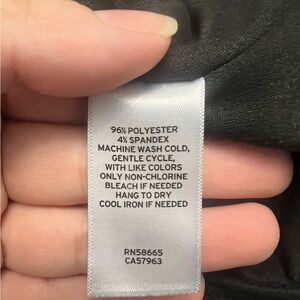 96% POLYESTER
4% SPANDEX
MACHINE WASH COLD,
GENTLE CYCLE,
WITH LIKE COLORS
ONLY NON-CHLORINE
BLEACH IF NEEDED
HANG TO DRY
COOL IRON IF NEEDED
RN58665
CA57963